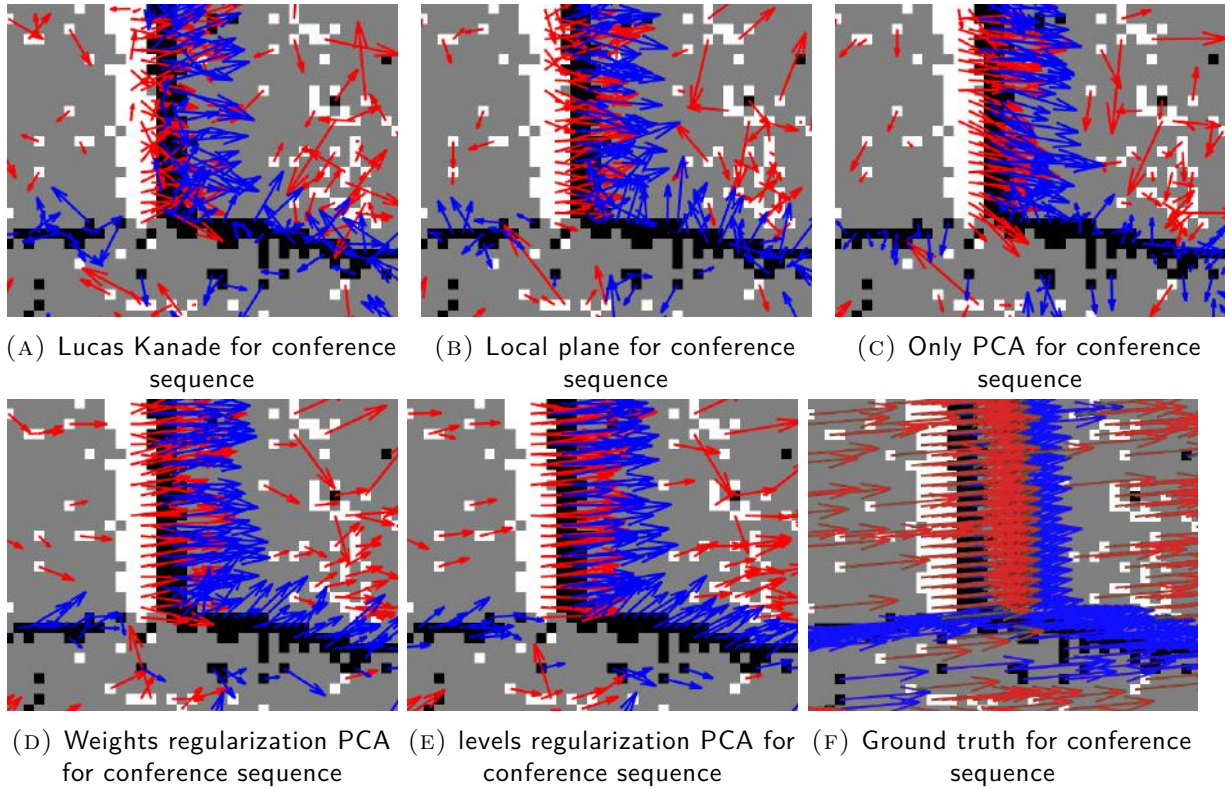 (A) Lucas Kanade for conference
sequence
(B) Local plane for conference
sequence
(C) Only PCA for conference
sequence
(D) Weights regularization PCA
for conference sequence
(E) levels regularization PCA for
conference sequence
(F) Ground truth for conference
sequence